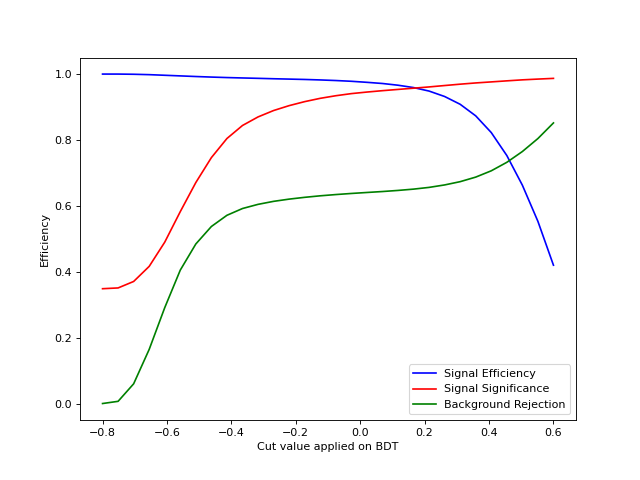 1.0
0.8
0.6
0.4
0.2
0.0
Efficiency
Signal Efficiency
Signal Significance
Background Rejection
−0.8 −0.6 −0.4 −0.2 0.0 0.2 0.4 0.6
Cut value applied on BDT